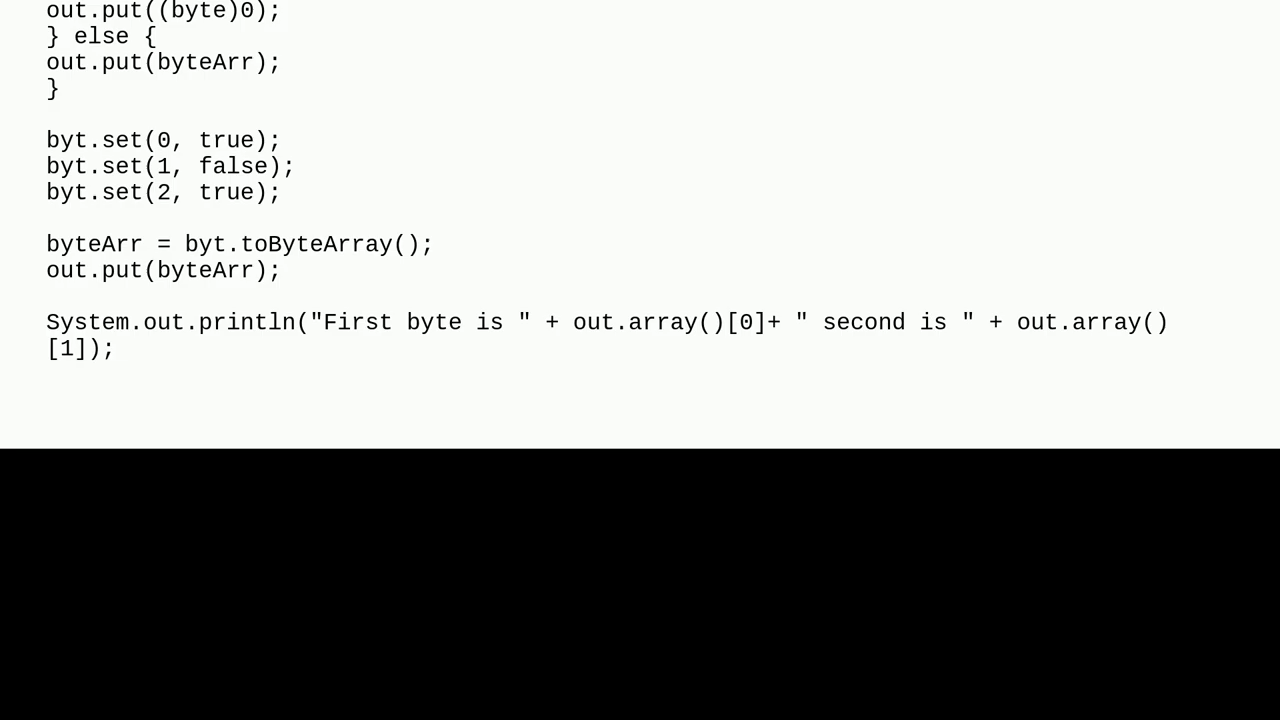 out.put((byte)0);
} else {
out.put(byteArr);
}
byt.set(0, true);
byt.set(1, false);
byt.set(2, true);
byteArr = byt.toByteArray();
out.put(byteArr);
System.out.println("First byte is " + out.array()[0]+ " second is " + out.array()
[1]);